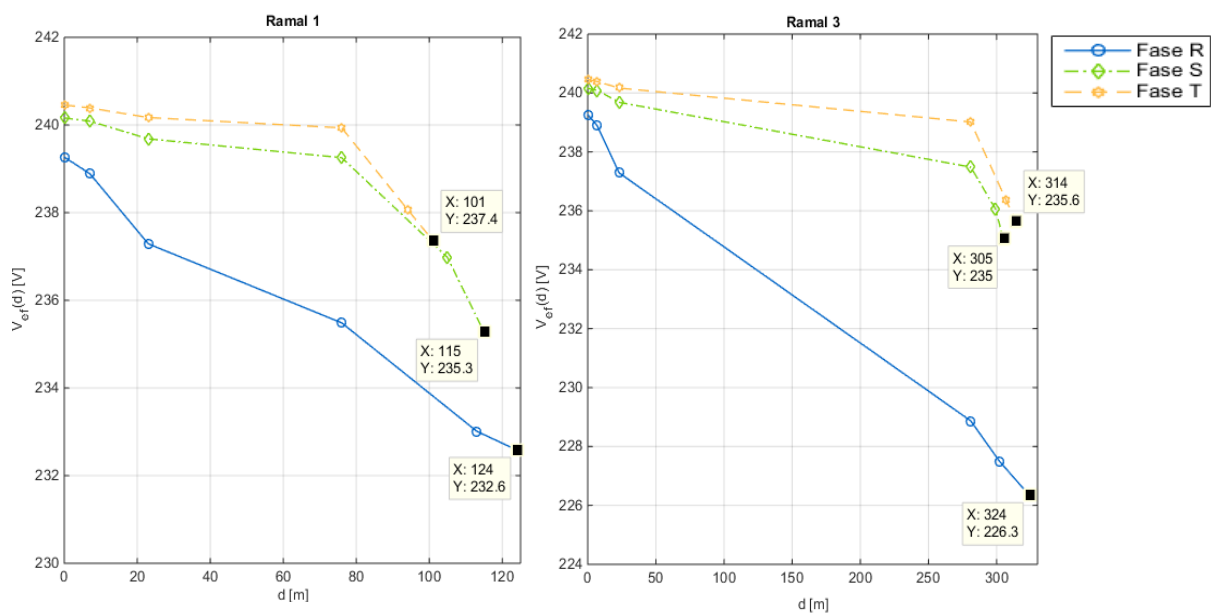 Ramal 1
242
240
238
236
234
232
230
V_ef(d) [V]
0
20
40
60
80
100
120
d [m]
X: 101
Y: 237.4
X: 115
Y: 235.3
X: 124
Y: 232.6
Ramal 3
242
240
238
236
234
232
230
228
226
224
V_ef(d) [V]
0
50
100
150
200
250
300
d [m]
X: 314
Y: 235.6
X: 305
Y: 235
X: 324
Y: 226.3
Fase R
Fase S
Fase T